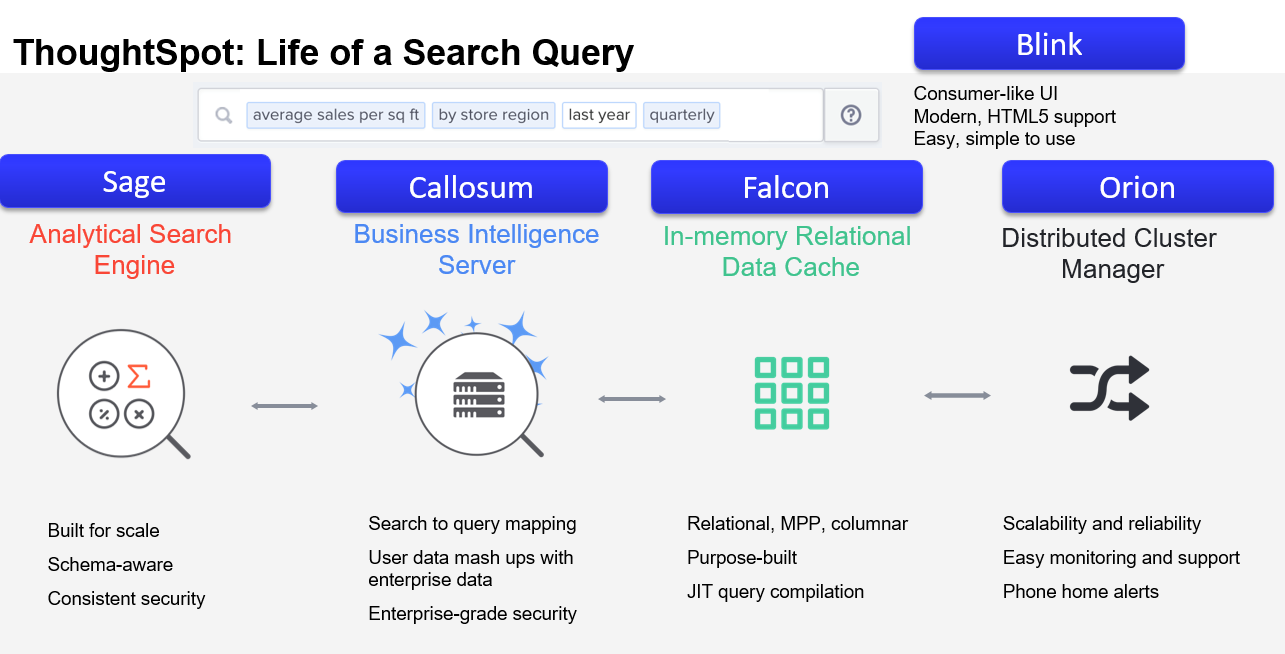 ThoughtSpot: Life of a Search Query
Blink
average sales per sq ft by store region last year quarterly
Consumer-like UI
Modern, HTML5 support
Easy, simple to use
Sage
Analytical Search
Engine
Built for scale
Schema-aware
Consistent security
Callosum
Business Intelligence
Server
Search to query mapping
User data mash ups with
enterprise data
Enterprise-grade security
Falcon
In-memory Relational
Data Cache
Relational, MPP, columnar
Purpose-built
JIT query compilation
Orion
Distributed Cluster
Manager
Scalability and reliability
Easy monitoring and support
Phone home alerts